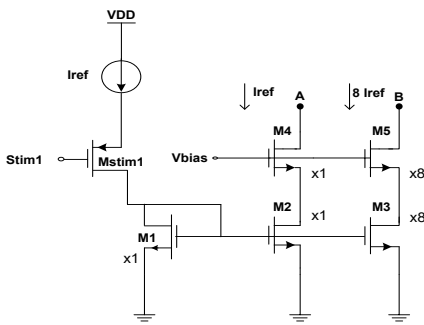 VDD
Iref
Iref
A
8 Iref
B
M4
M5
Stim1
Mstim1
Vbias
x1
x8
M2
x1
M3
x8
M1
x1